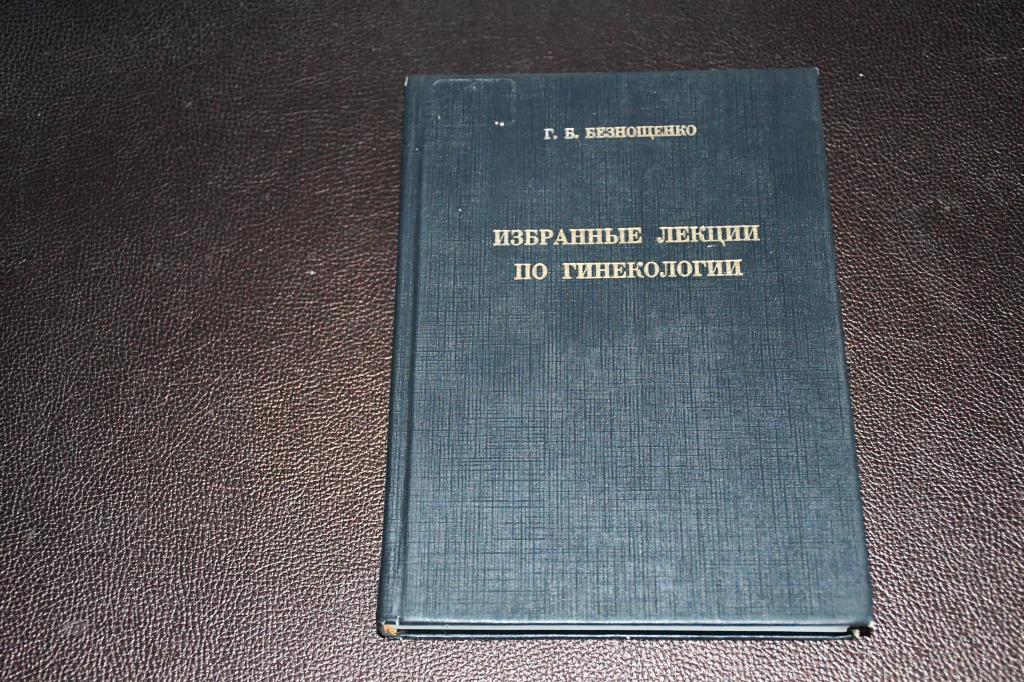 Г. Б. БЕЗНОЩЕНКО
ИЗБРАННЫЕ ЛЕКЦИИ
ПО ГИНЕКОЛОГИИ